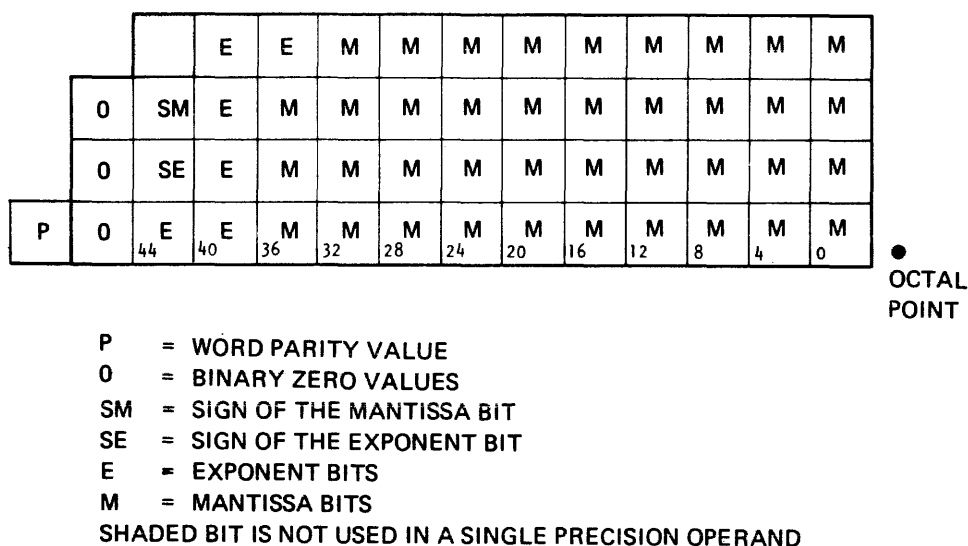 E E M M M M M M M M M
0 SM E M M M M M M M M M M
0 SE E M M M M M M M M M M
P 0 E E M M M M M M M M M M
44 40 36 32 28 24 20 16 12 8 4 0
OCTAL
POINT
P = WORD PARITY VALUE
0 = BINARY ZERO VALUES
SM = SIGN OF THE MANTISSA BIT
SE = SIGN OF THE EXPONENT BIT
E = EXPONENT BITS
M = MANTISSA BITS
SHADED BIT IS NOT USED IN A SINGLE PRECISION OPERAND